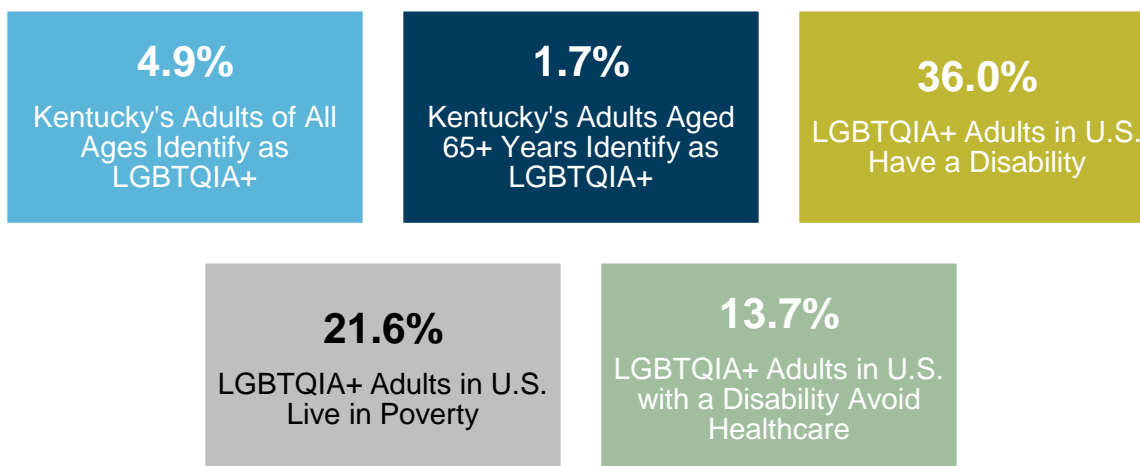 4.9%
Kentucky's Adults of All
Ages Identify as
LGBTQIA+
1.7%
Kentucky's Adults Aged
65+ Years Identify as
LGBTQIA+
36.0%
LGBTQIA+ Adults in U.S.
Have a Disability
21.6%
LGBTQIA+ Adults in U.S.
Live in Poverty
13.7%
LGBTQIA+ Adults in U.S.
with a Disability Avoid
Healthcare